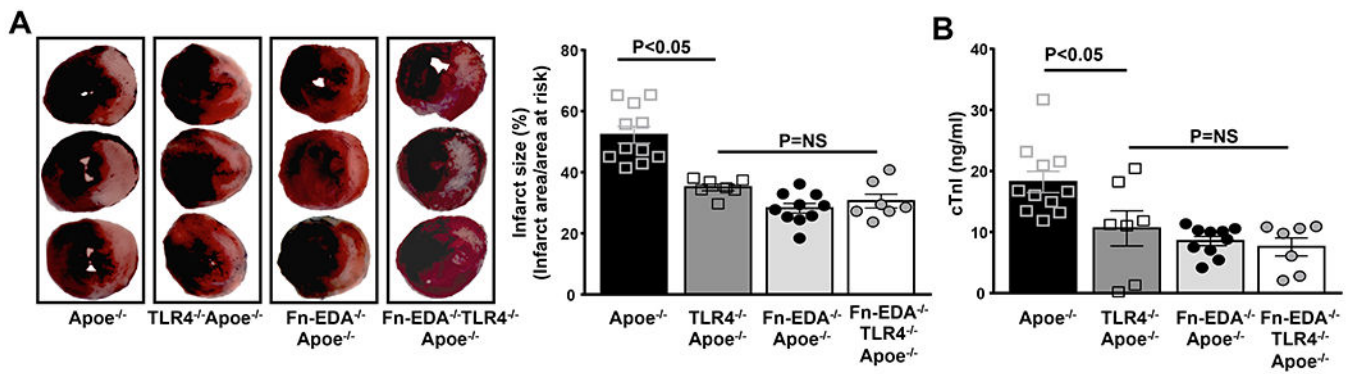 A
Apoe-/-
TLR4-/-Apoe-/-
Fn-EDA-/-
Apoe-/-
Fn-EDA-/-TLR4-/-
Apoe-/-
Infarct size (%)
(Infarct area/area at risk)
80
60
40
20
0
P<0.05
P=NS
Apoe-/-
TLR4-/-
Apoe-/-
Fn-EDA-/-
Apoe-/-
Fn-EDA-/-
TLR4-/-
Apoe-/-
B
cTnI (ng/ml)
40
30
20
10
0
P<0.05
P=NS
Apoe-/-
TLR4-/-
Apoe-/-
Fn-EDA-/-
Apoe-/-
Fn-EDA-/-
TLR4-/-
Apoe-/-